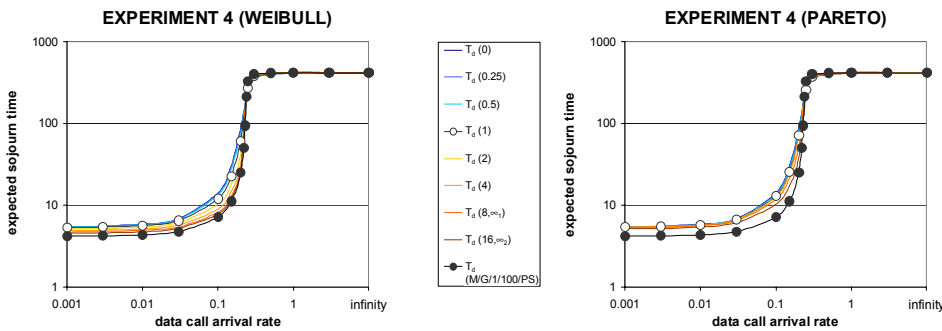 EXPERIMENT 4 (WEIBULL)
1000
100
10
1
expected sojourn time
0.001 0.01 0.1 1 infinity
data call arrival rate
T_d (0)
T_d (0.25)
T_d (0.5)
T_d (1)
T_d (2)
T_d (4)
T_d (8,∞₁)
T_d (16,∞₂)
T_d
(M/G/1/100/PS)
EXPERIMENT 4 (PARETO)
1000
100
10
1
expected sojourn time
0.001 0.01 0.1 1 infinity
data call arrival rate